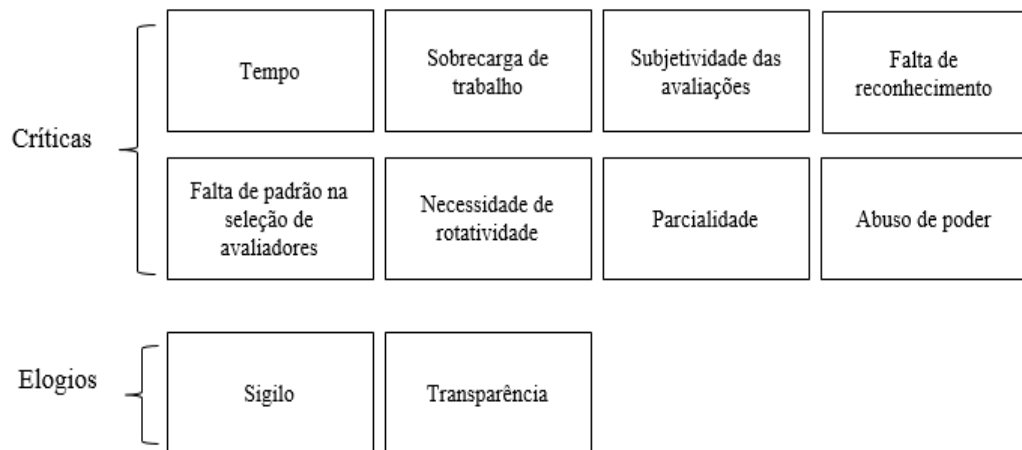 Críticas
Tempo
Sobrecarga de
trabalho
Subjetividade das
avaliações
Falta de
reconhecimento
Falta de padrão na
seleção de
avaliadores
Necessidade de
rotatividade
Parcialidade
Abuso de poder
Elogios
Sigilo
Transparência